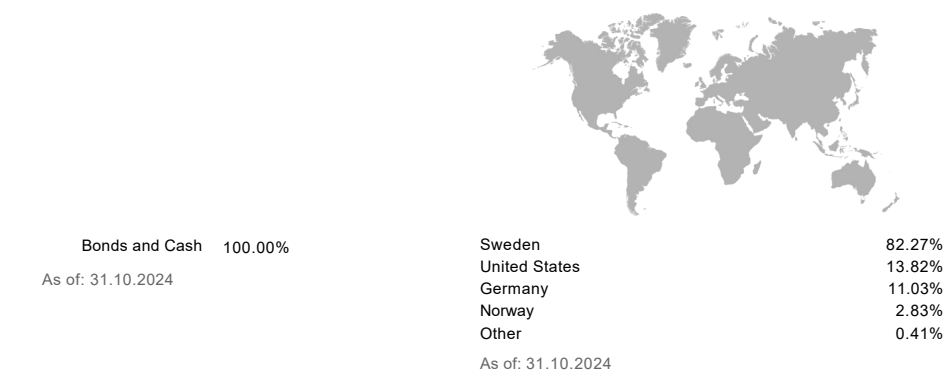 Bonds and Cash 100.00%
As of: 31.10.2024
Sweden 82.27%
United States 13.82%
Germany 11.03%
Norway 2.83%
Other 0.41%
As of: 31.10.2024